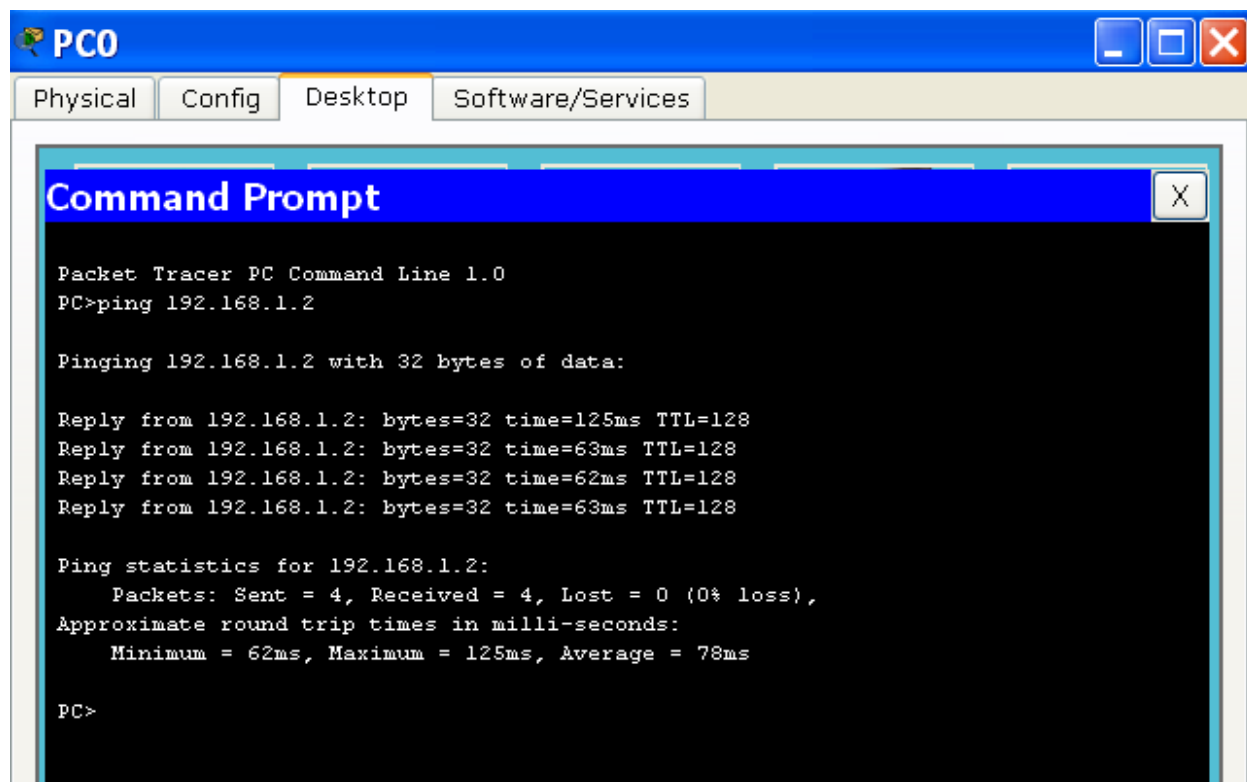 PC0
Physical Config Desktop Software/Services
Command Prompt X
Packet Tracer PC Command Line 1.0
PC>ping 192.168.1.2
Pinging 192.168.1.2 with 32 bytes of data:
Reply from 192.168.1.2: bytes=32 time=125ms TTL=128
Reply from 192.168.1.2: bytes=32 time=63ms TTL=128
Reply from 192.168.1.2: bytes=32 time=62ms TTL=128
Reply from 192.168.1.2: bytes=32 time=63ms TTL=128
Ping statistics for 192.168.1.2:
Packets: Sent = 4, Received = 4, Lost = 0 (0% loss),
Approximate round trip times in milli-seconds:
Minimum = 62ms, Maximum = 125ms, Average = 78ms
PC>